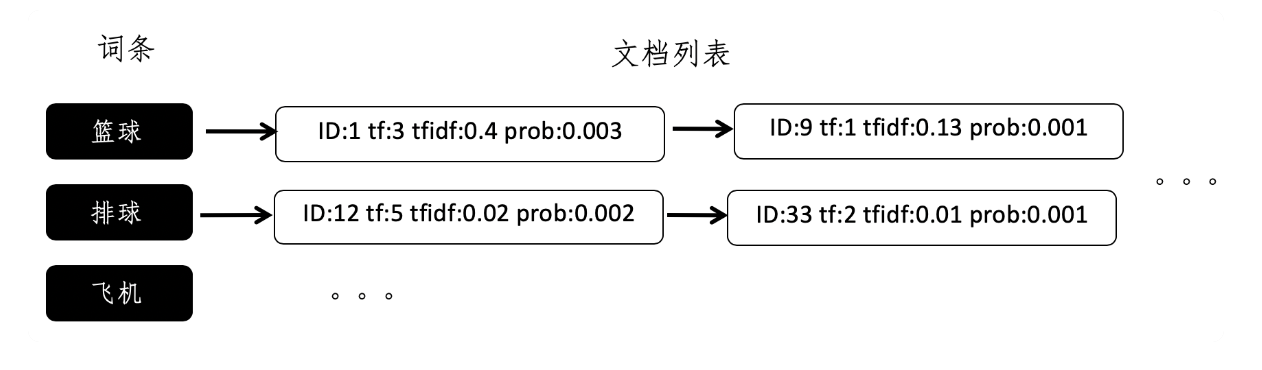 词条 文档列表
篮球 ID:1 tf:3 tfidf:0.4 prob:0.003 ID:9 tf:1 tfidf:0.13 prob:0.001
。。。
排球 ID:12 tf:5 tfidf:0.02 prob:0.002 ID:33 tf:2 tfidf:0.01 prob:0.001
飞机 。。。